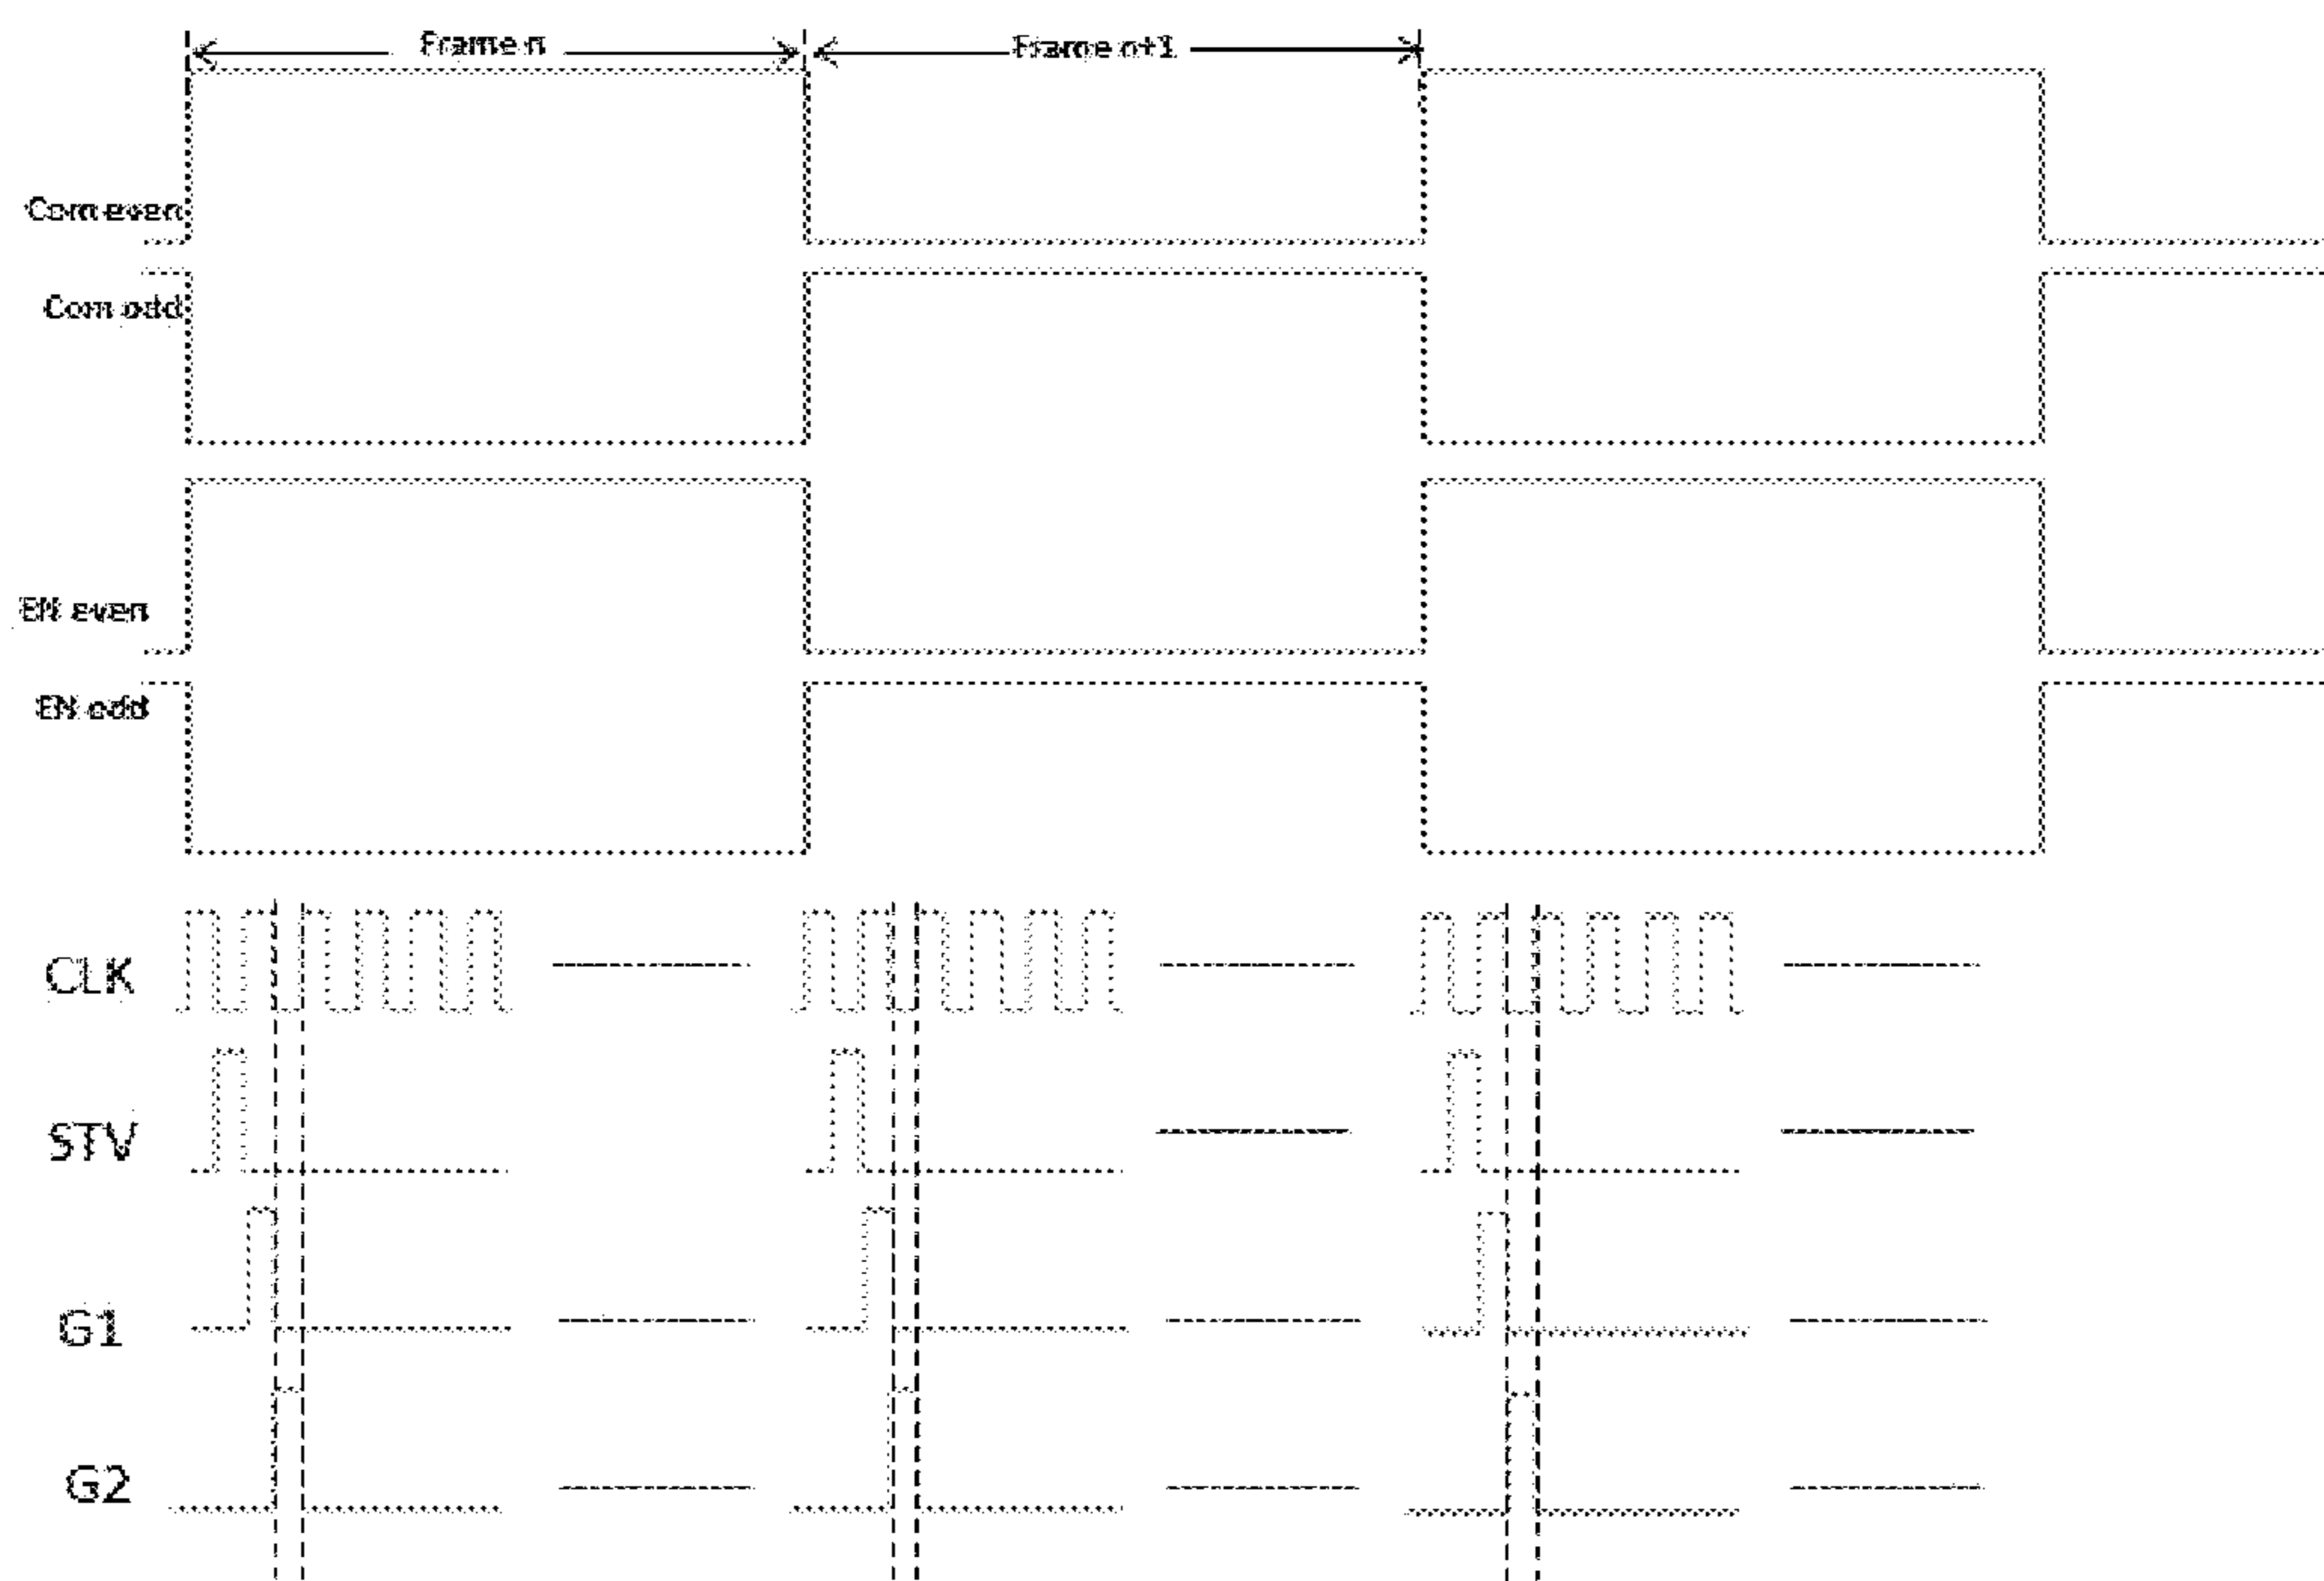 Frame n
Frame n+1
Com even
Com odd
EN even
EN odd
CLK
STV
G1
G2